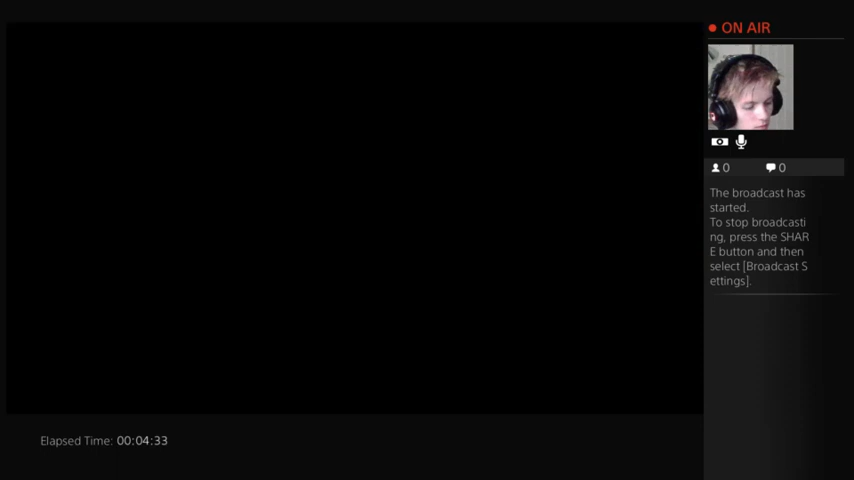 ON AIR
0 0
The broadcast has
started.
To stop broadcasti
ng, press the SHAR
E button and then
select [Broadcast S
ettings].
Elapsed Time: 00:04:33